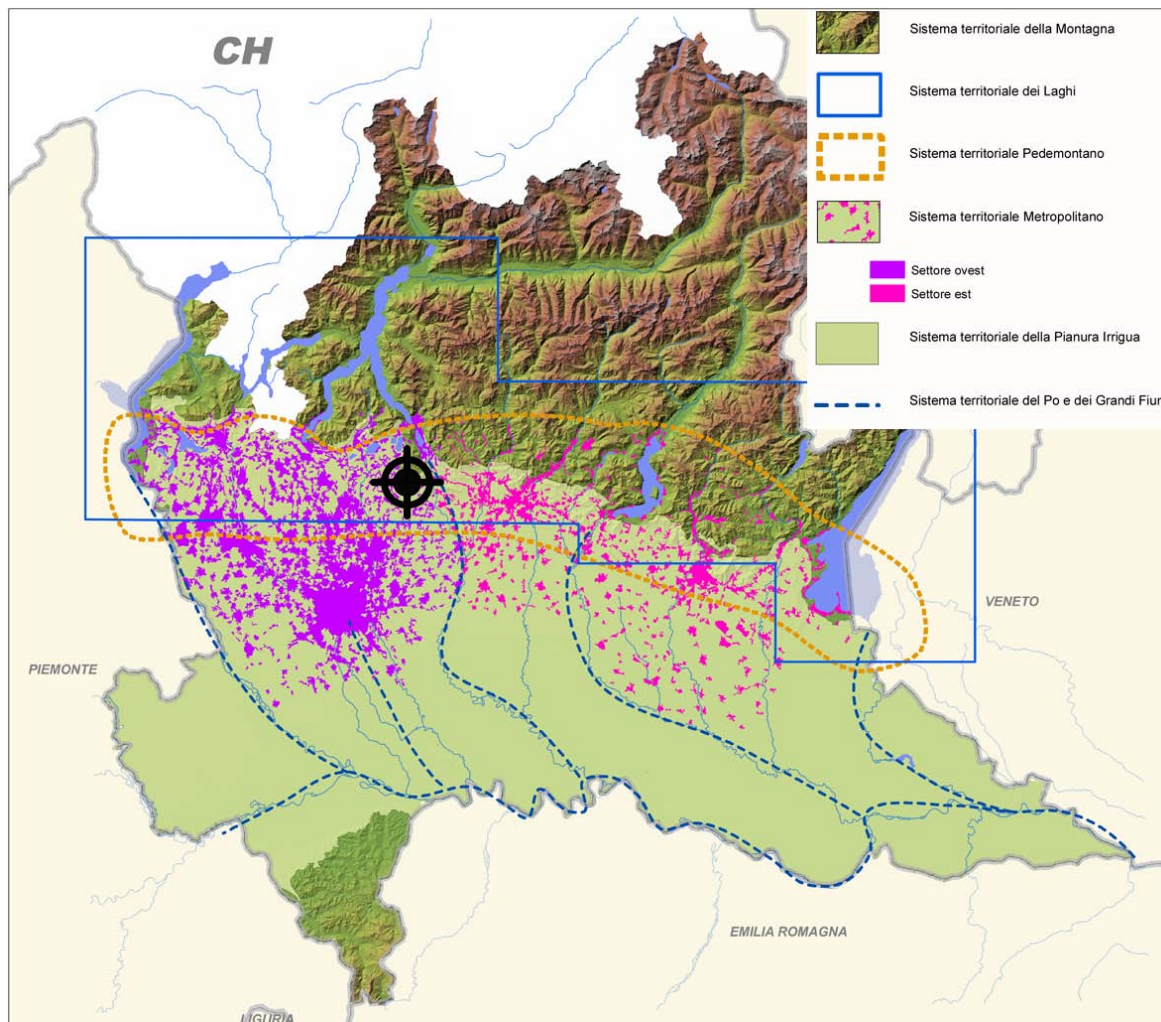 CH
Sistema territoriale della Montagna
Sistema territoriale dei Laghi
Sistema territoriale Pedemontano
Sistema territoriale Metropolitano
Settore ovest
Settore est
Sistema territoriale della Pianura Irrigua
Sistema territoriale del Po e dei Grandi Fiur
VENETO
PIEMONTE
EMILIA ROMAGNA
LIGURIA